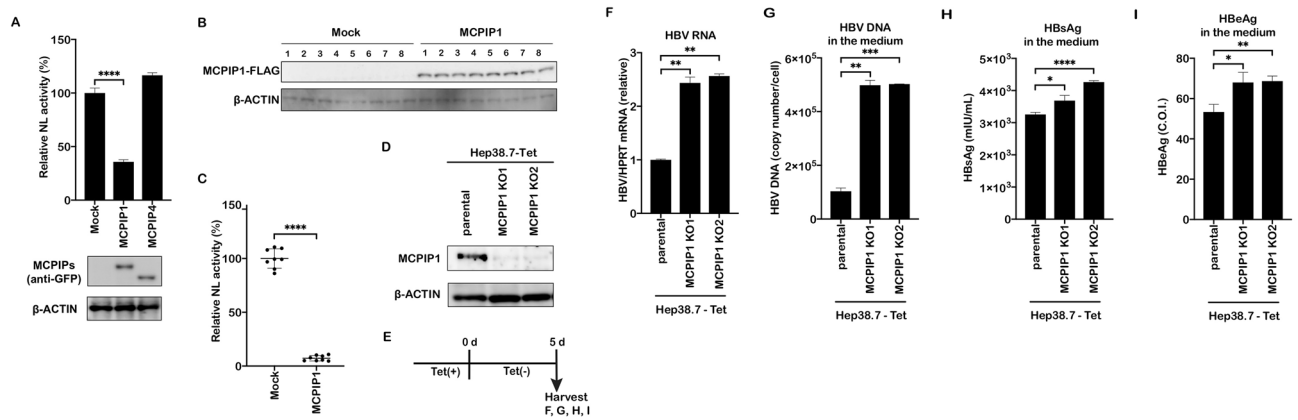 A
Relative NL activity (%)
150
100
50
0
****
Mock
MCPIP1
MCPIP4
MCPIPs
(anti-GFP)
β-ACTIN
B
Mock
MCPIP1
1 2 3 4 5 6 7 8 1 2 3 4 5 6 7 8
MCPIP1-FLAG
β-ACTIN
C
Relative NL activity (%)
150
100
50
0
****
Mock
MCPIP1
D
Hep38.7-Tet
parental
MCPIP1 KO1
MCPIP1 KO2
MCPIP1
β-ACTIN
E
0 d
5 d
Tet(+)
Tet(-)
Harvest
F, G, H, I
F
HBV RNA
HBV/HPRT mRNA (relative)
3
2
1
0
**
**
parental
MCPIP1 KO1
MCPIP1 KO2
Hep38.7 - Tet
G
HBV DNA
in the medium
HBV DNA (copy number/cell)
6×10⁵
4×10⁵
2×10⁵
0
***
**
parental
MCPIP1 KO1
MCPIP1 KO2
Hep38.7 - Tet
H
HBsAg
in the medium
HBsAg (mIU/mL)
5×10³
4×10³
3×10³
2×10³
1×10³
0
****
*
parental
MCPIP1 KO1
MCPIP1 KO2
Hep38.7 - Tet
I
HBeAg
in the medium
HBeAg (C.O.I.)
80
60
40
20
0
**
*
parental
MCPIP1 KO1
MCPIP1 KO2
Hep38.7 - Tet